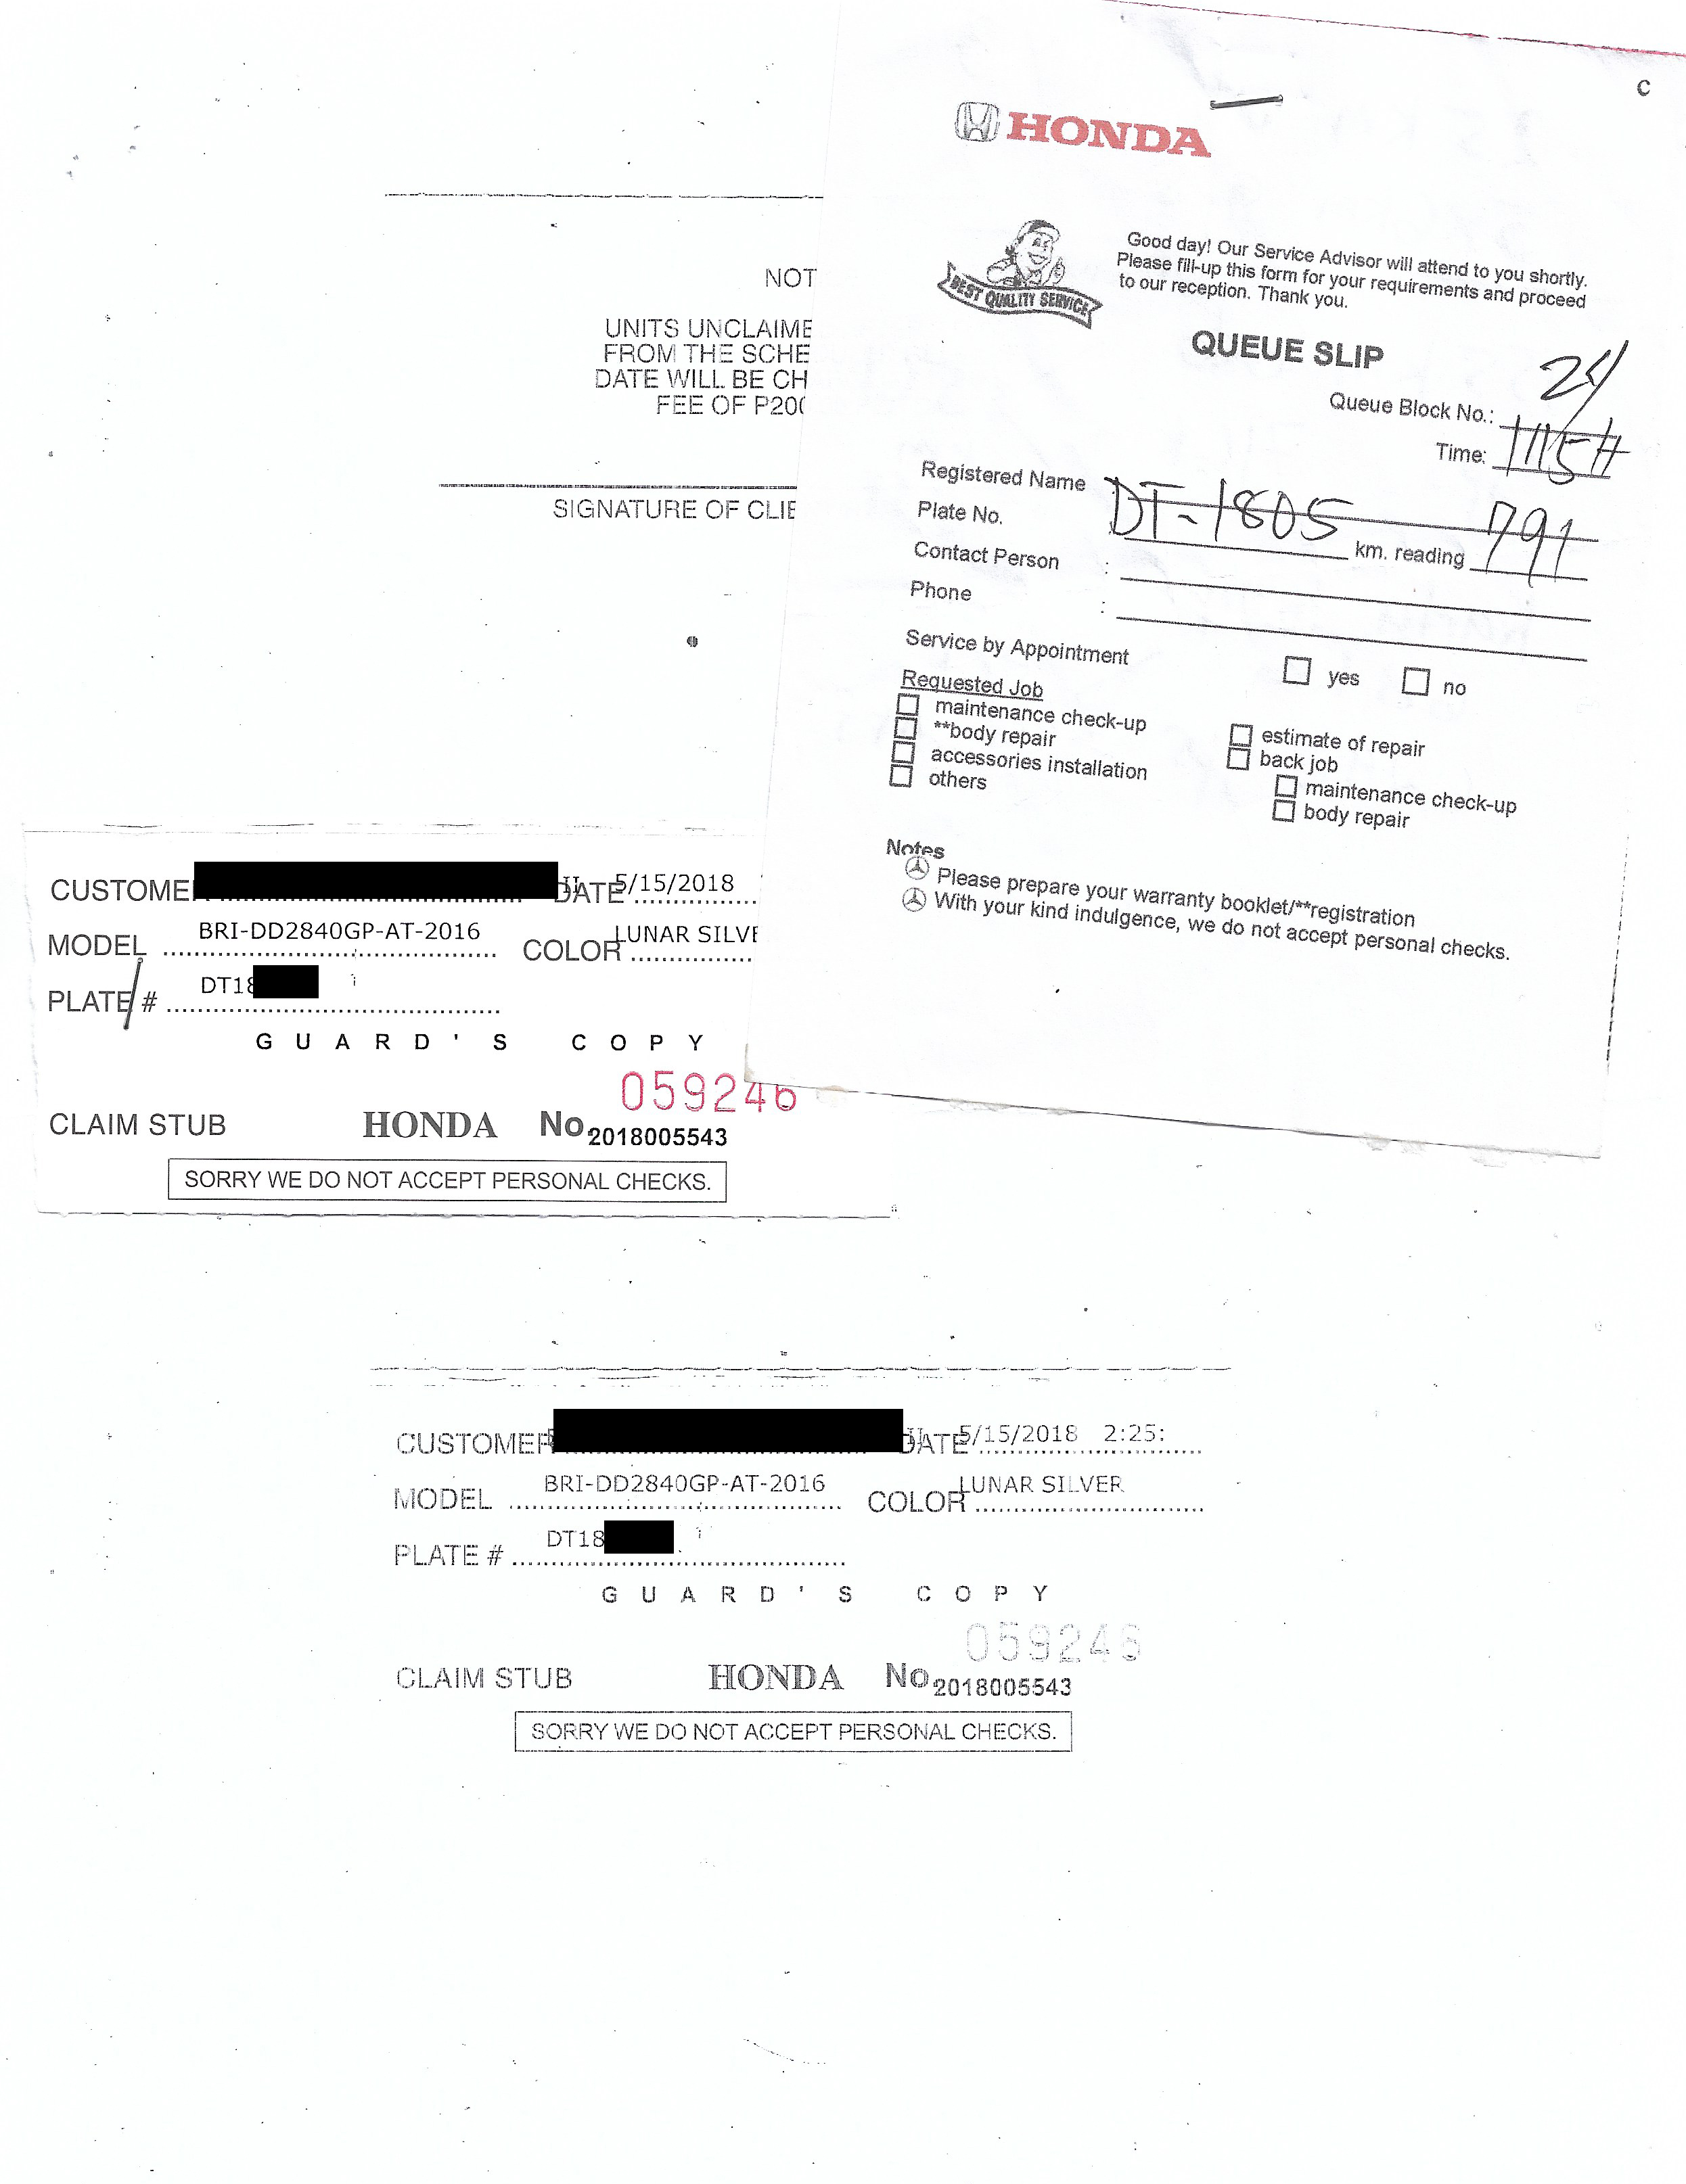 C
HONDA
BEST QUALITY SERVICE
Good day! Our Service Advisor will attend to you shortly.
Please fill-up this form for your requirements and proceed
to our reception. Thank you.
QUEUE SLIP
Queue Block No.: 24
Time: 1115H
Registered Name
Plate No. DT-1805 km. reading 791
Contact Person :
Phone :
Service by Appointment yes no
Requested Job
maintenance check-up
**body repair
accessories installation
others
estimate of repair
back job
maintenance check-up
body repair
Notes
Please prepare your warranty booklet/**registration
With your kind indulgence, we do not accept personal checks.
NOT
UNITS UNCLAIME
FROM THE SCHE
DATE WILL BE CH
FEE OF P200
SIGNATURE OF CLIE
CUSTOME DATE 5/15/2018
MODEL BRI-DD2840GP-AT-2016 COLOR LUNAR SILVE
PLATE # DT18
GUARD'S COPY
059246
CLAIM STUB HONDA No. 2018005543
SORRY WE DO NOT ACCEPT PERSONAL CHECKS.
CUSTOMER DATE 5/15/2018 2:25:
MODEL BRI-DD2840GP-AT-2016 COLOR LUNAR SILVER
PLATE # DT18
GUARD'S COPY
059246
CLAIM STUB HONDA No. 2018005543
SORRY WE DO NOT ACCEPT PERSONAL CHECKS.